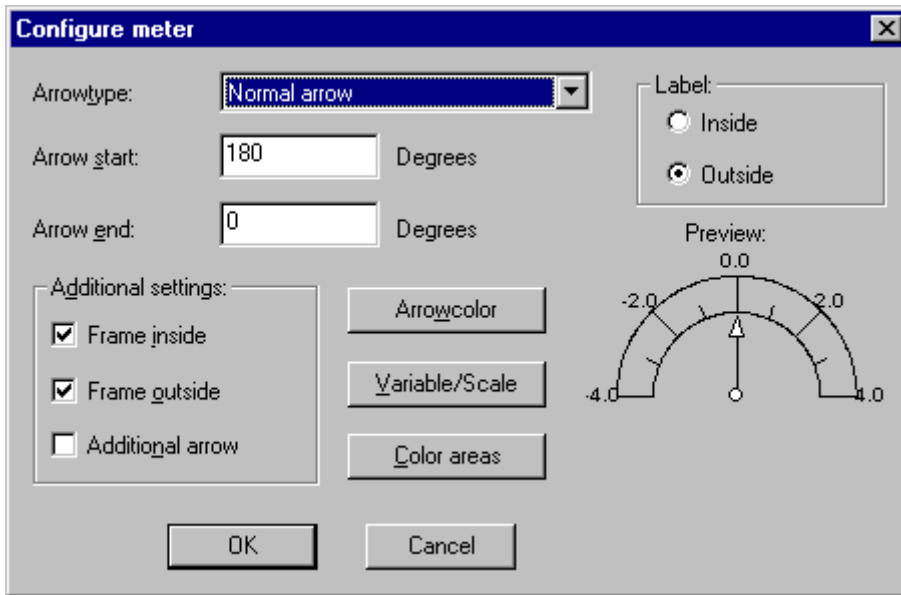 Configure meter
Arrowtype: Normal arrow
Arrow start: 180 Degrees
Arrow end: 0 Degrees
Label:
Inside
Outside
Preview:
0.0
-2.0 2.0
-4.0 4.0
Additional settings:
Frame inside
Frame outside
Additional arrow
Arrowcolor
Variable/Scale
Color areas
OK Cancel